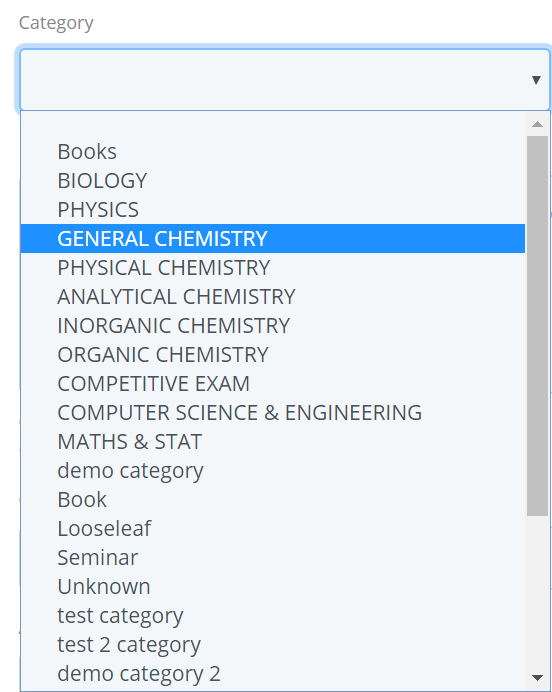 Category
Books
BIOLOGY
PHYSICS
GENERAL CHEMISTRY
PHYSICAL CHEMISTRY
ANALYTICAL CHEMISTRY
INORGANIC CHEMISTRY
ORGANIC CHEMISTRY
COMPETITIVE EXAM
COMPUTER SCIENCE & ENGINEERING
MATHS & STAT
demo category
Book
Looseleaf
Seminar
Unknown
test category
test 2 category
demo category 2